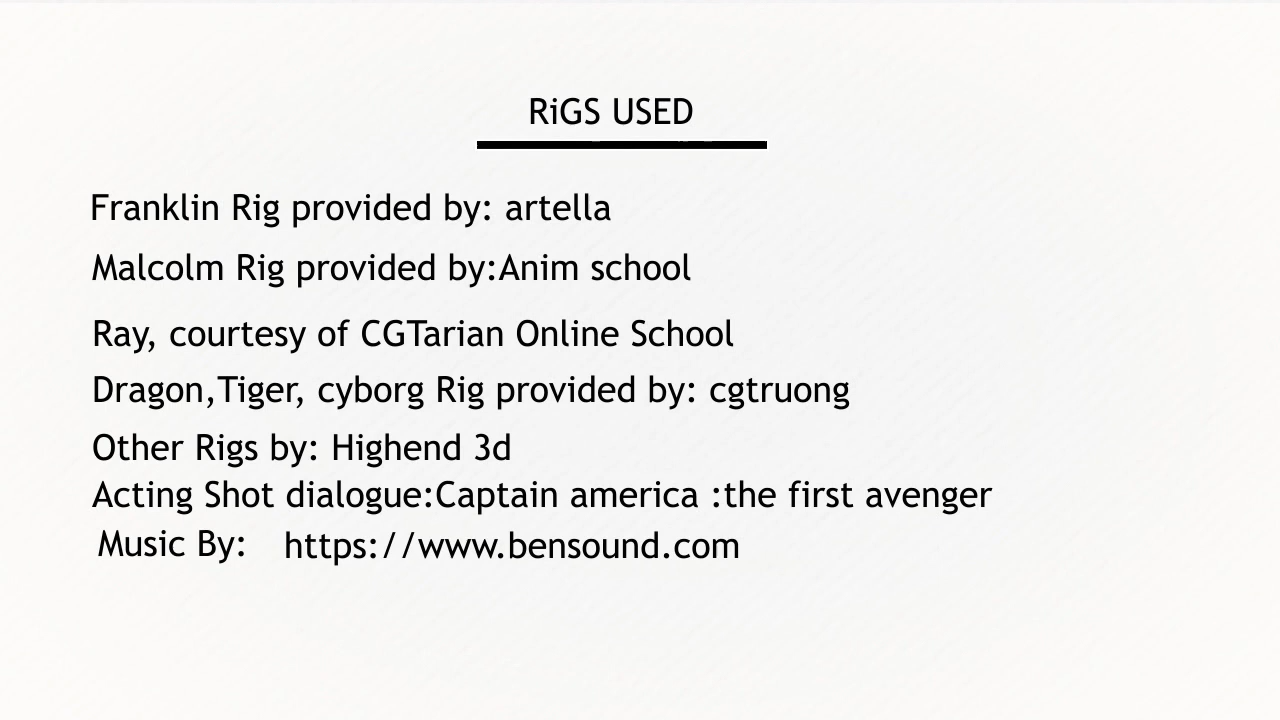 RiGS USED
Franklin Rig provided by: artella
Malcolm Rig provided by:Anim school
Ray, courtesy of CGTarian Online School
Dragon,Tiger, cyborg Rig provided by: cgtruong
Other Rigs by: Highend 3d
Acting Shot dialogue:Captain america :the first avenger
Music By: https://www.bensound.com